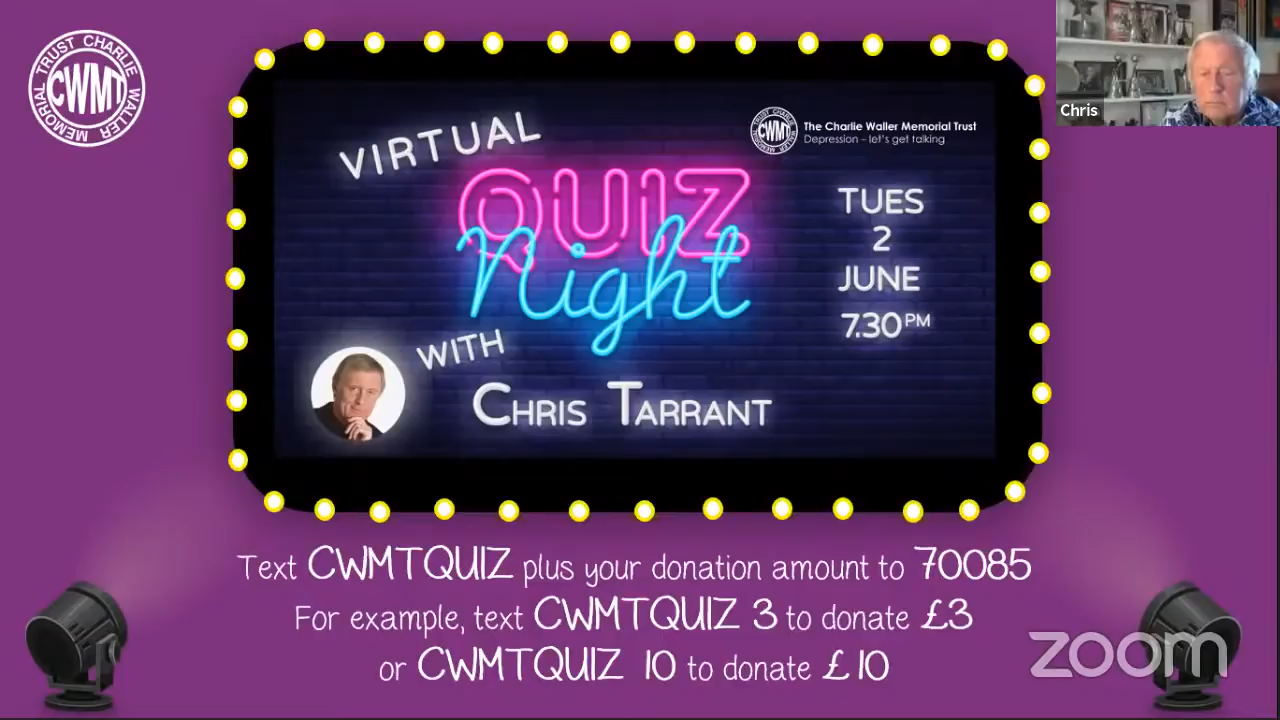 TRUST CHARLIE WALLER MEMORIAL
CWMT
Chris
VIRTUAL
QUIZ
Night
WITH
CHRIS TARRANT
CWMT
The Charlie Waller Memorial Trust
Depression – let's get talking
TUES
2
JUNE
7.30PM
Text CWMTQUIZ plus your donation amount to 70085
For example, text CWMTQUIZ 3 to donate £3
or CWMTQUIZ 10 to donate £10
zoom